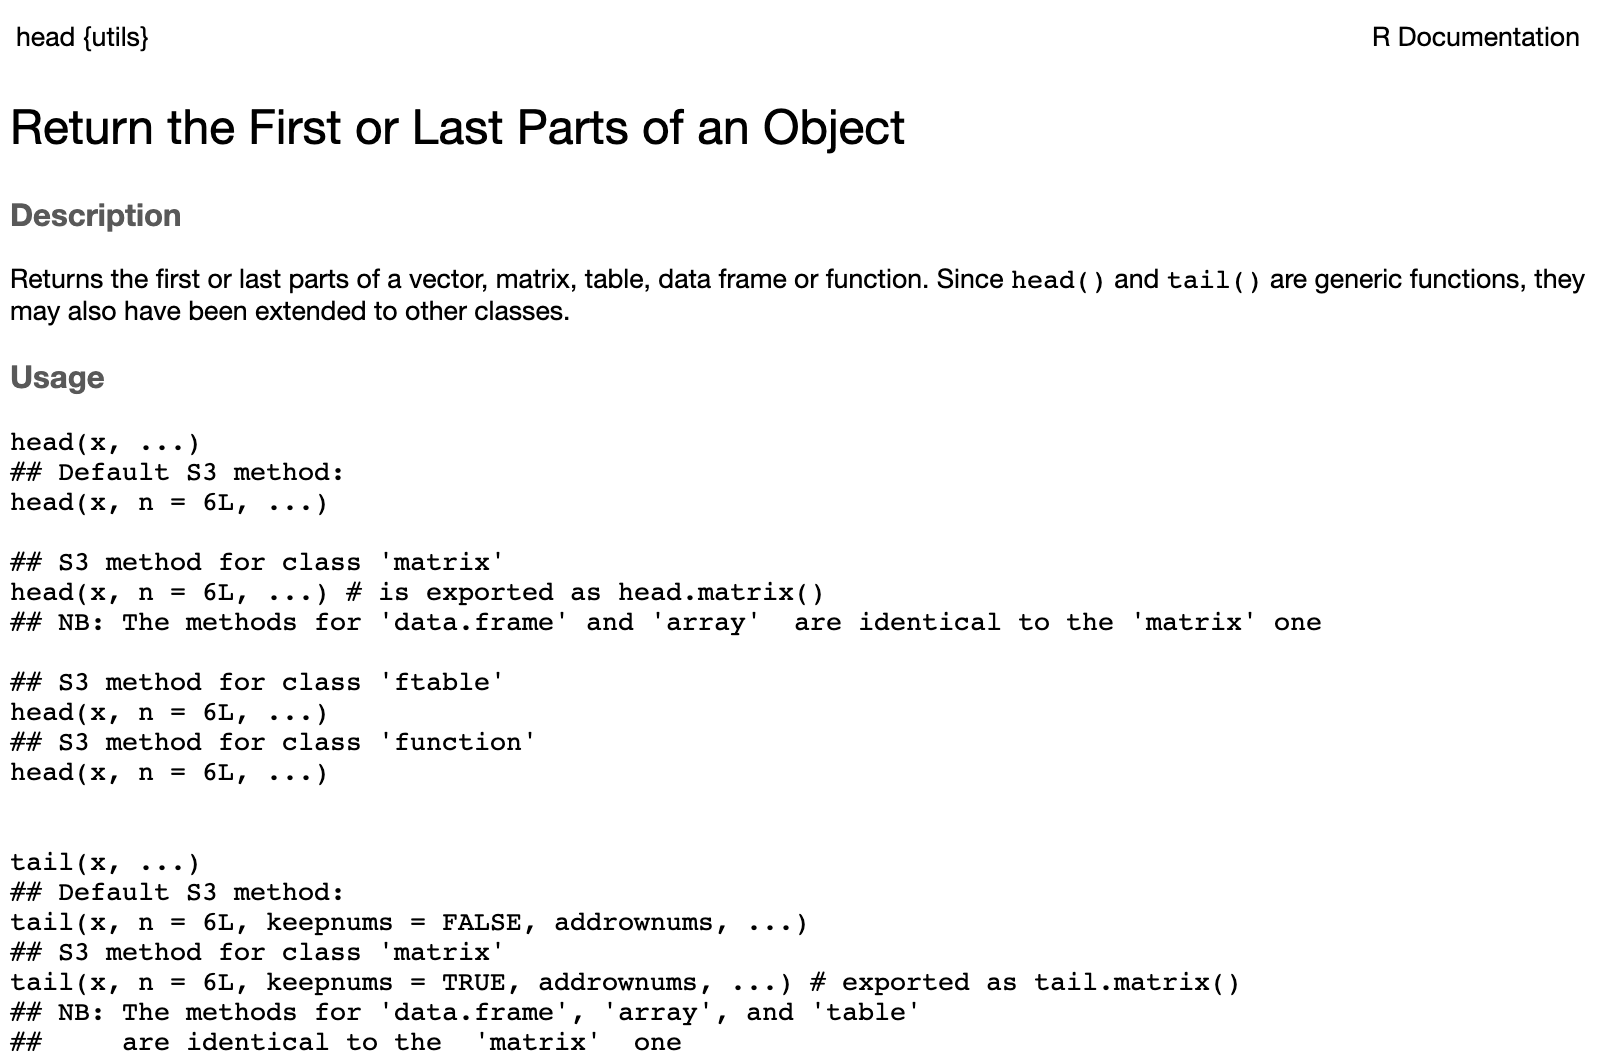 head {utils}
R Documentation
Return the First or Last Parts of an Object
Description
Returns the first or last parts of a vector, matrix, table, data frame or function. Since head() and tail() are generic functions, they
may also have been extended to other classes.
Usage
head(x, ...)
## Default S3 method:
head(x, n = 6L, ...)
## S3 method for class 'matrix'
head(x, n = 6L, ...) # is exported as head.matrix()
## NB: The methods for 'data.frame' and 'array'  are identical to the 'matrix' one
## S3 method for class 'ftable'
head(x, n = 6L, ...)
## S3 method for class 'function'
head(x, n = 6L, ...)
tail(x, ...)
## Default S3 method:
tail(x, n = 6L, keepnums = FALSE, addrownums, ...)
## S3 method for class 'matrix'
tail(x, n = 6L, keepnums = TRUE, addrownums, ...) # exported as tail.matrix()
## NB: The methods for 'data.frame', 'array', and 'table'
##     are identical to the  'matrix'  one